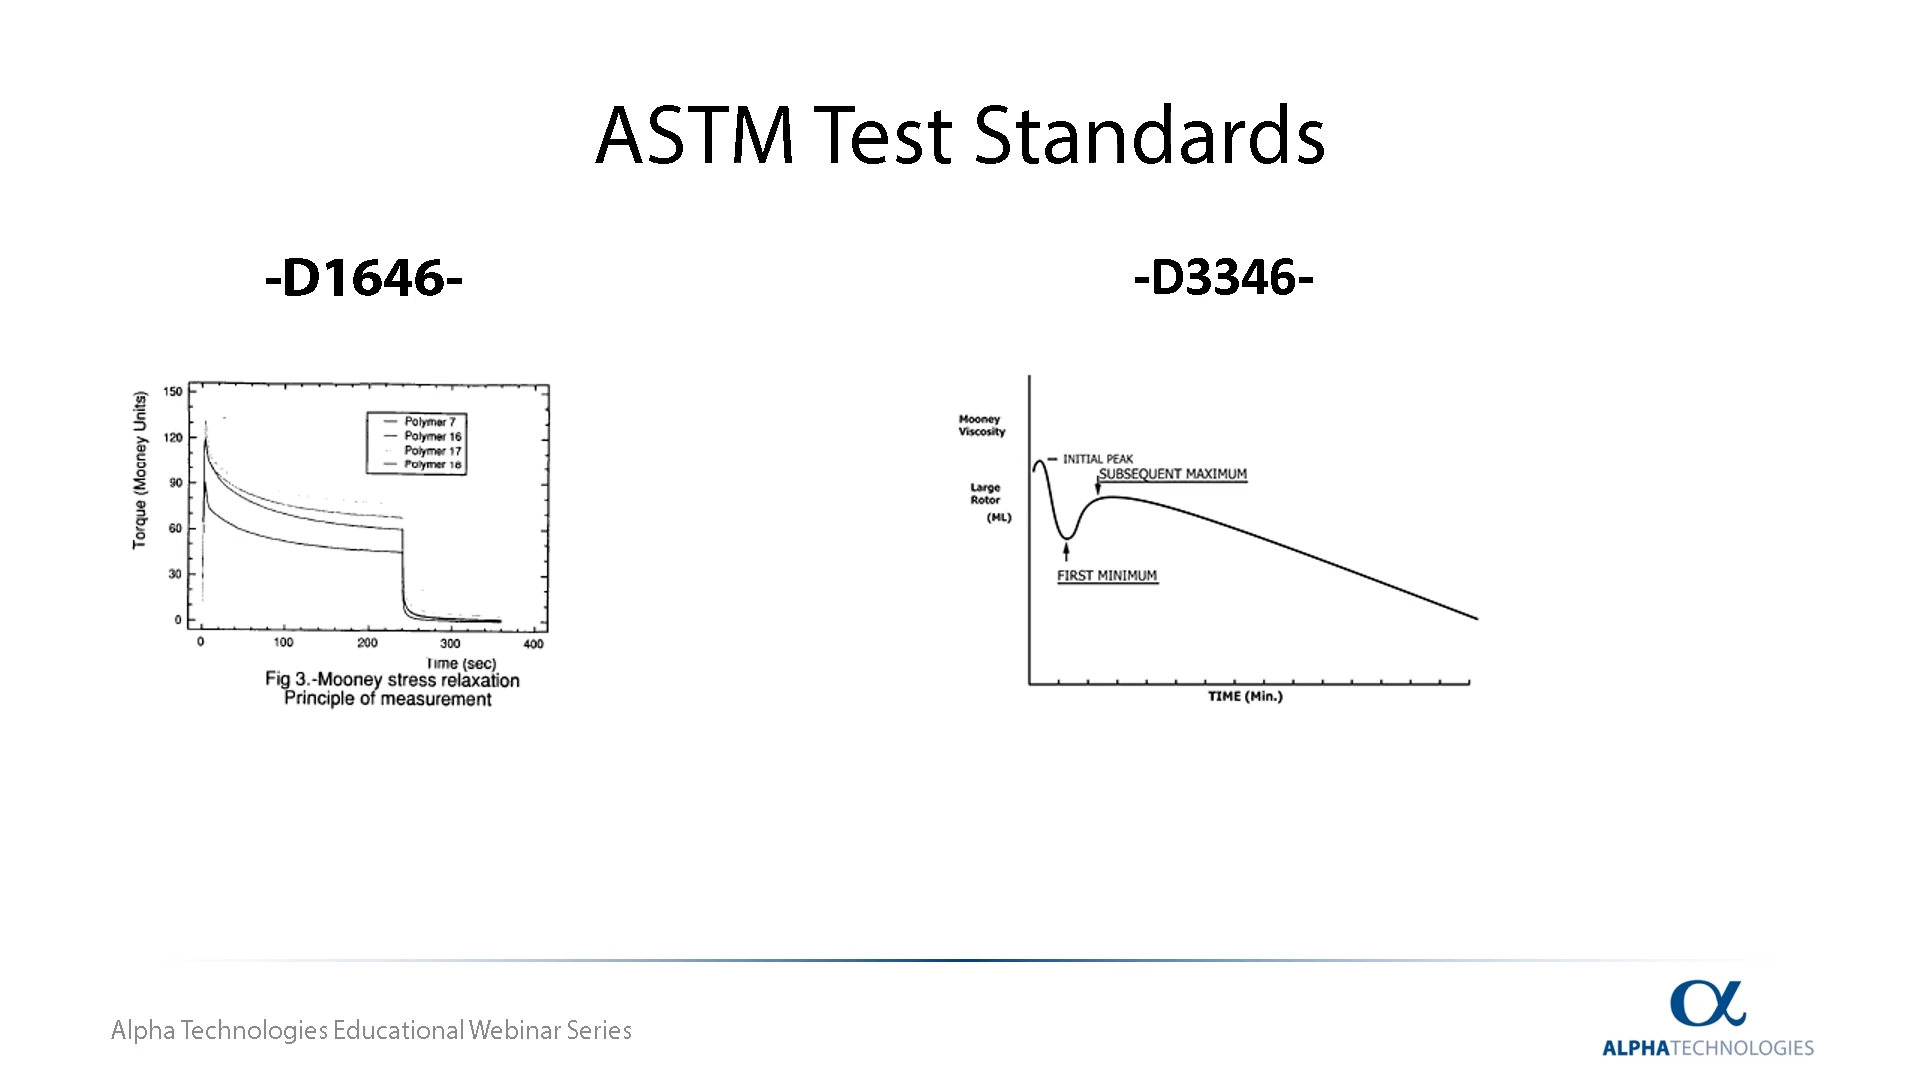 ASTM Test Standards
-D1646-
-D3346-
Torque (Mooney Units)
150
120
90
60
30
0
Polymer 7
Polymer 16
Polymer 17
Polymer 18
0 100 200 300 400
Time (sec)
Fig 3.-Mooney stress relaxation
Principle of measurement
Mooney
Viscosity
Large
Rotor
(ML)
INITIAL PEAK
SUBSEQUENT MAXIMUM
FIRST MINIMUM
TIME (Min.)
Alpha Technologies Educational Webinar Series
α
ALPHATECHNOLOGIES